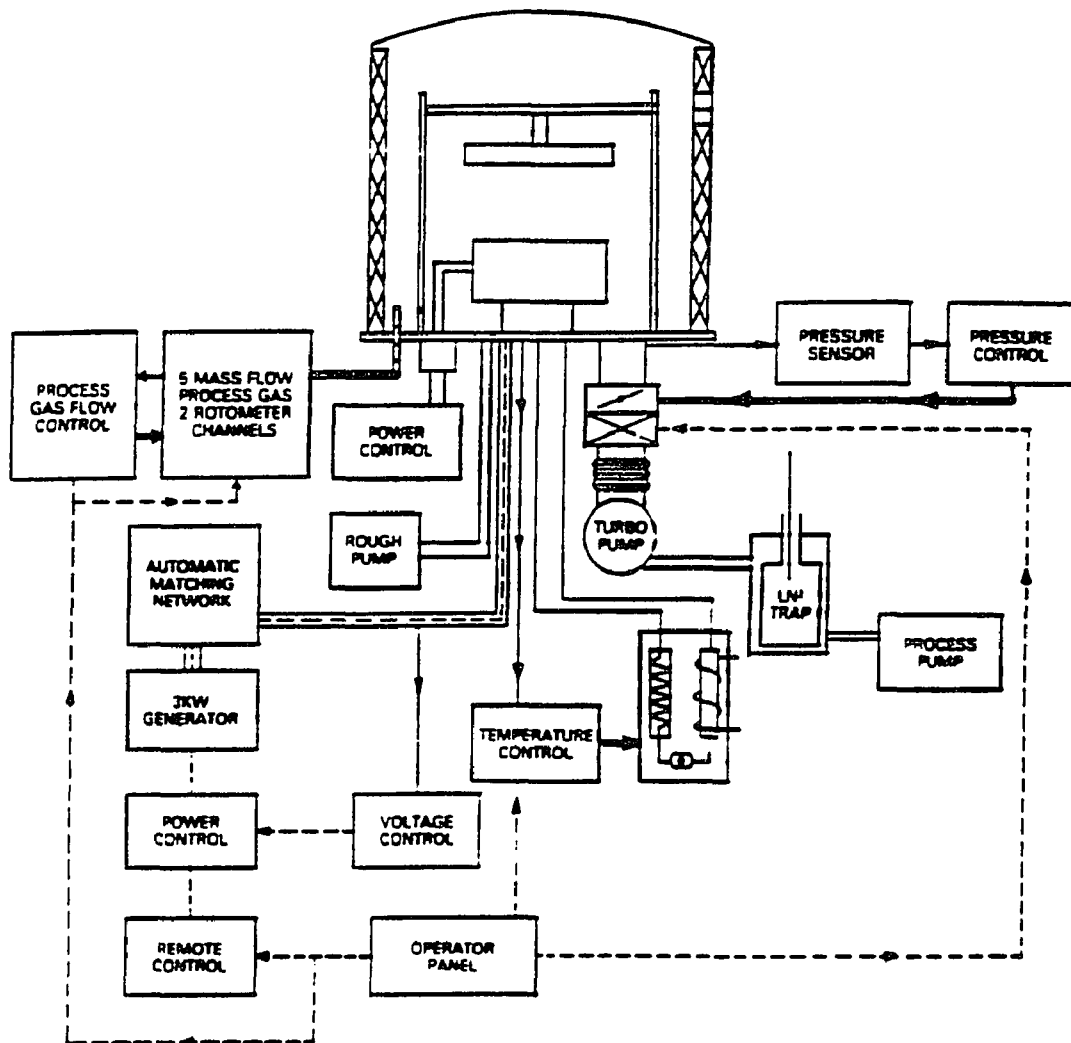 PRESSURE
SENSOR
PRESSURE
CONTROL
PROCESS
GAS FLOW
CONTROL
5 MASS FLOW
PROCESS GAS
2 ROTOMETER
CHANNELS
POWER
CONTROL
ROUGH
PUMP
TURBO
PUMP
AUTOMATIC
MATCHING
NETWORK
LN²
TRAP
PROCESS
PUMP
3KW
GENERATOR
TEMPERATURE
CONTROL
POWER
CONTROL
VOLTAGE
CONTROL
REMOTE
CONTROL
OPERATOR
PANEL